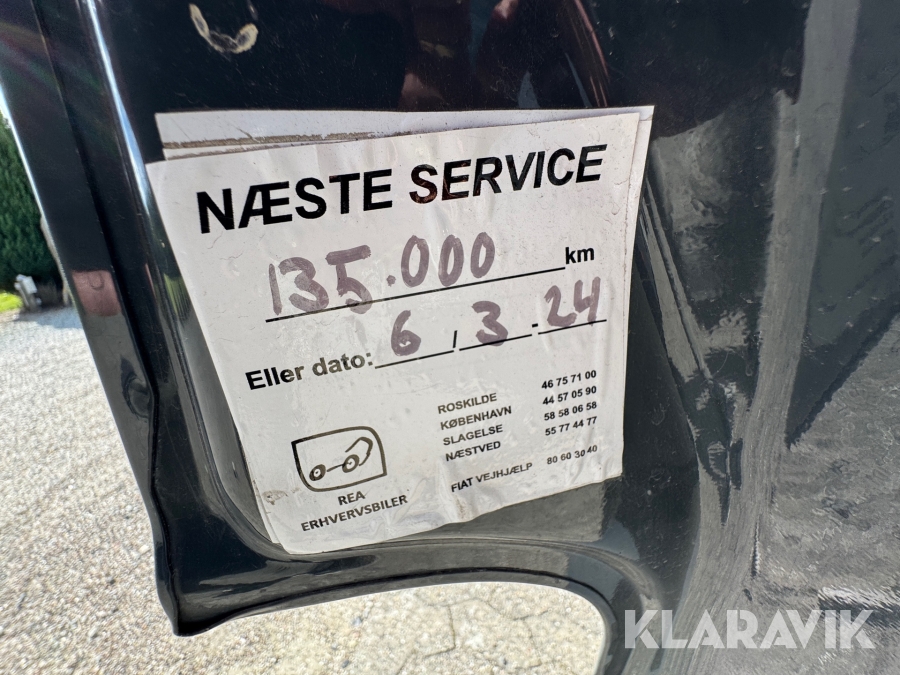 NÆSTE SERVICE
135.000 km
Eller dato: 6 / 3 - 24
ROSKILDE 46 75 71 00
KØBENHAVN 44 57 05 90
SLAGELSE 58 58 06 58
NÆSTVED 55 77 44 77
FIAT VEJHJÆLP 80 60 30 40
REA
ERHVERVSBILER
KLARAVIK